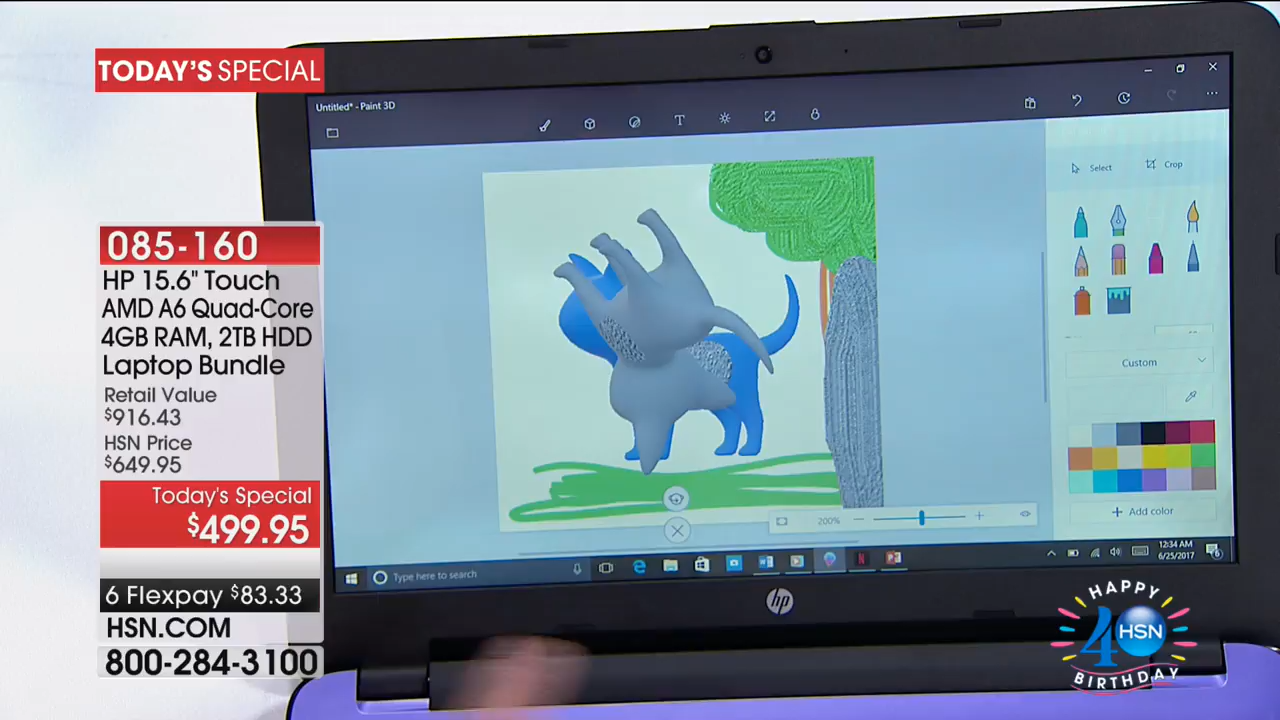 TODAY'S SPECIAL
085-160
HP 15.6" Touch
AMD A6 Quad-Core
4GB RAM, 2TB HDD
Laptop Bundle
Retail Value
$916.43
HSN Price
$649.95
Today's Special
$499.95
6 Flexpay $83.33
HSN.COM
800-284-3100
Untitled* - Paint 3D
T
Select
Crop
Custom
+ Add color
200%
Type here to search
12:34 AM
6/25/2017
hp
HAPPY
40
HSN
BIRTHDAY